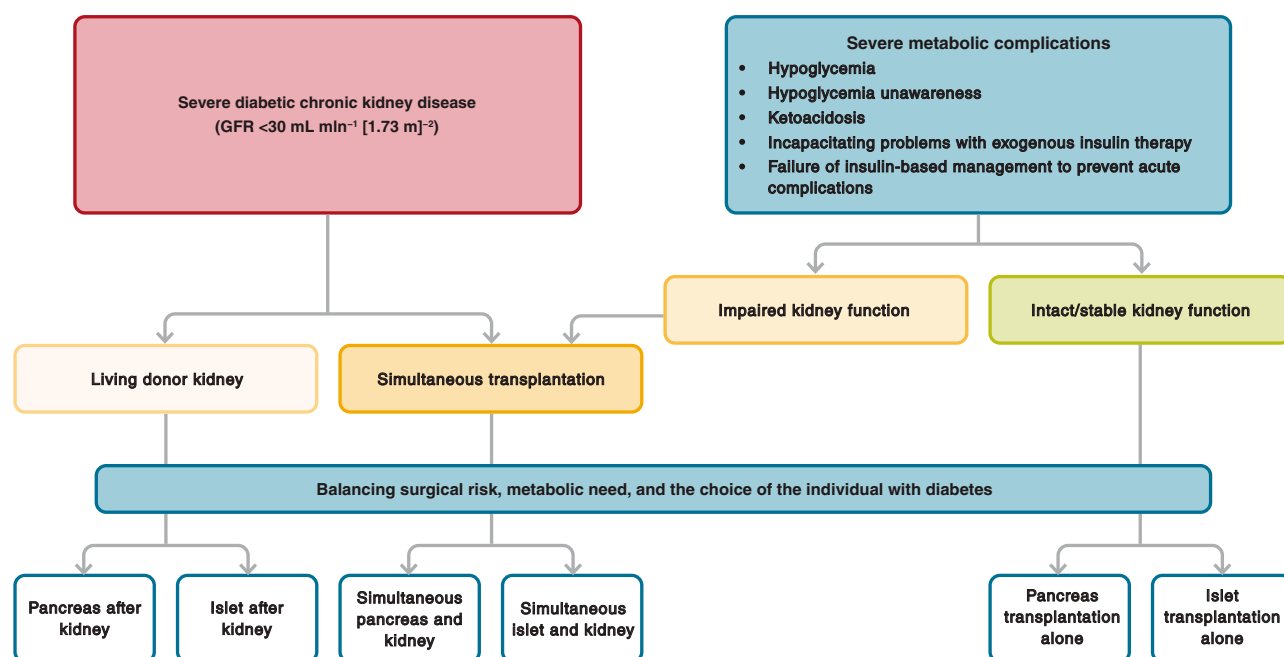 Severe diabetic chronic kidney disease
(GFR <30 mL mln⁻¹ [1.73 m]⁻²)
Severe metabolic complications
• Hypoglycemia
• Hypoglycemia unawareness
• Ketoacidosis
• Incapacitating problems with exogenous insulin therapy
• Failure of insulin-based management to prevent acute
complications
Impaired kidney function
Intact/stable kidney function
Living donor kidney
Simultaneous transplantation
Balancing surgical risk, metabolic need, and the choice of the individual with diabetes
Pancreas after
kidney
Islet after
kidney
Simultaneous
pancreas and
kidney
Simultaneous
islet and kidney
Pancreas
transplantation
alone
Islet
transplantation
alone